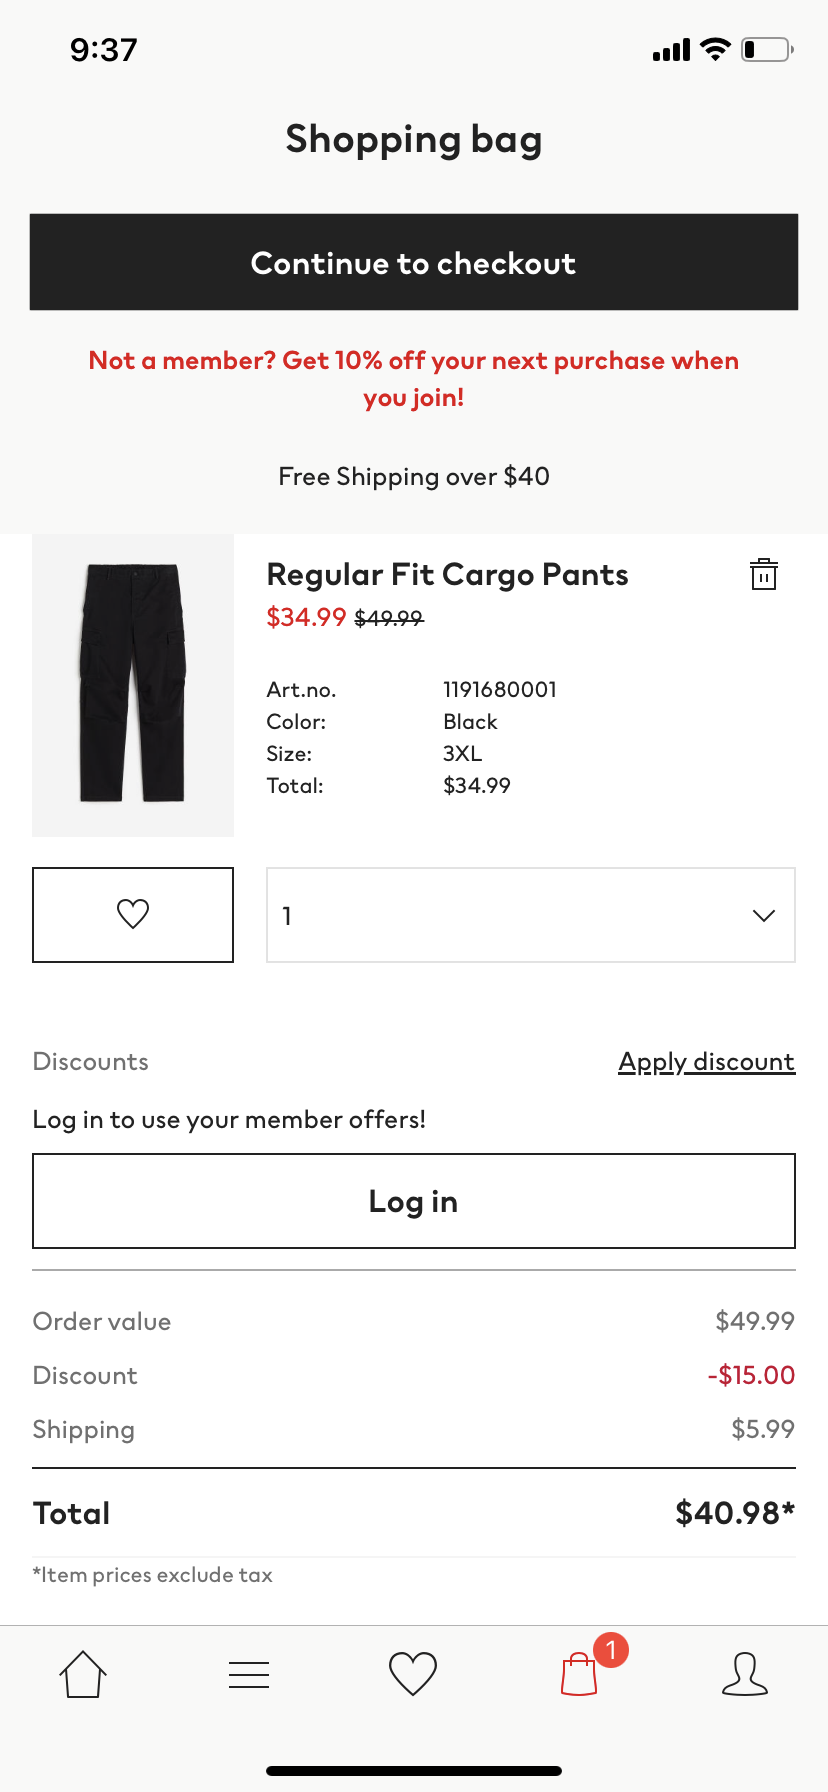 9:37
Shopping bag
Continue to checkout
Not a member? Get 10% off your next purchase when
you join!
Free Shipping over $40
Regular Fit Cargo Pants
$34.99 $49.99
Art.no. 1191680001
Color: Black
Size: 3XL
Total: $34.99
1
Discounts Apply discount
Log in to use your member offers!
Log in
Order value $49.99
Discount -$15.00
Shipping $5.99
Total $40.98*
*Item prices exclude tax
1